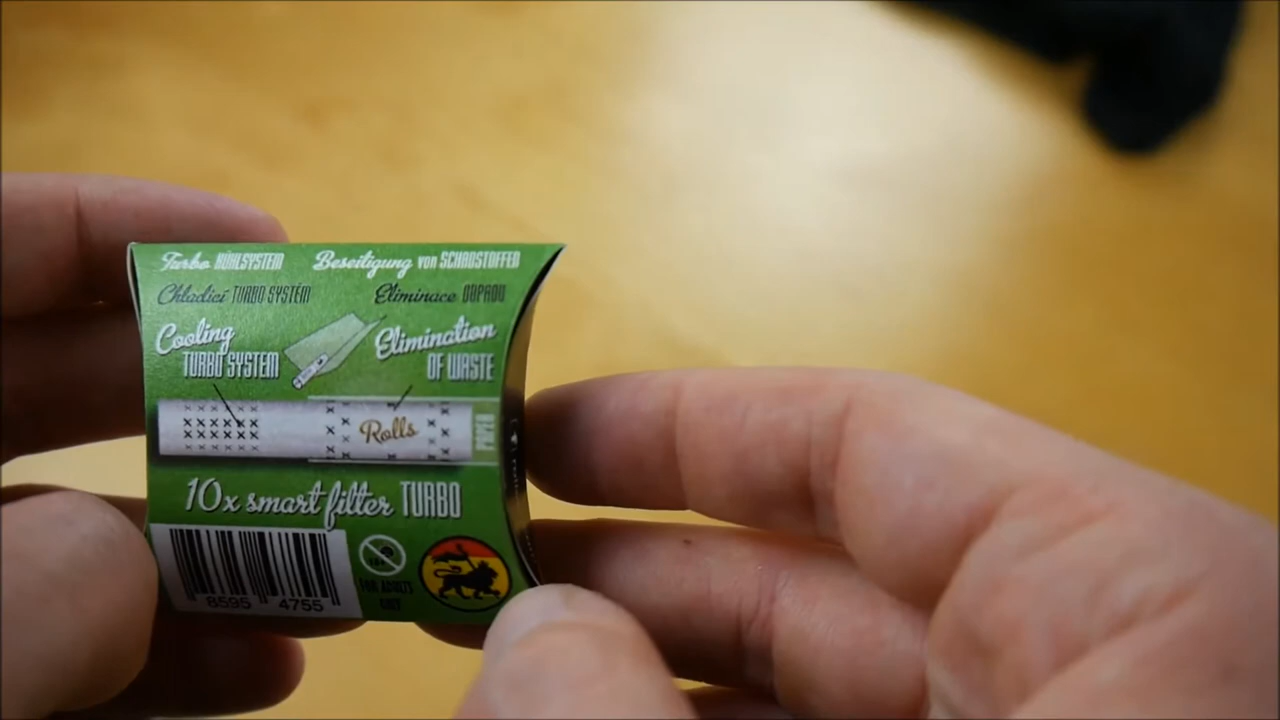 Turbo KÜHLSYSTEM Beseitigung von SCHADSTOFFEN
Chladicí TURBO SYSTÉM Eliminace ODPADU
Cooling TURBO SYSTEM
Elimination OF WASTE
Rolls
PAPER
10x smart filter TURBO
8595 4755
FOR ADULTS
ONLY